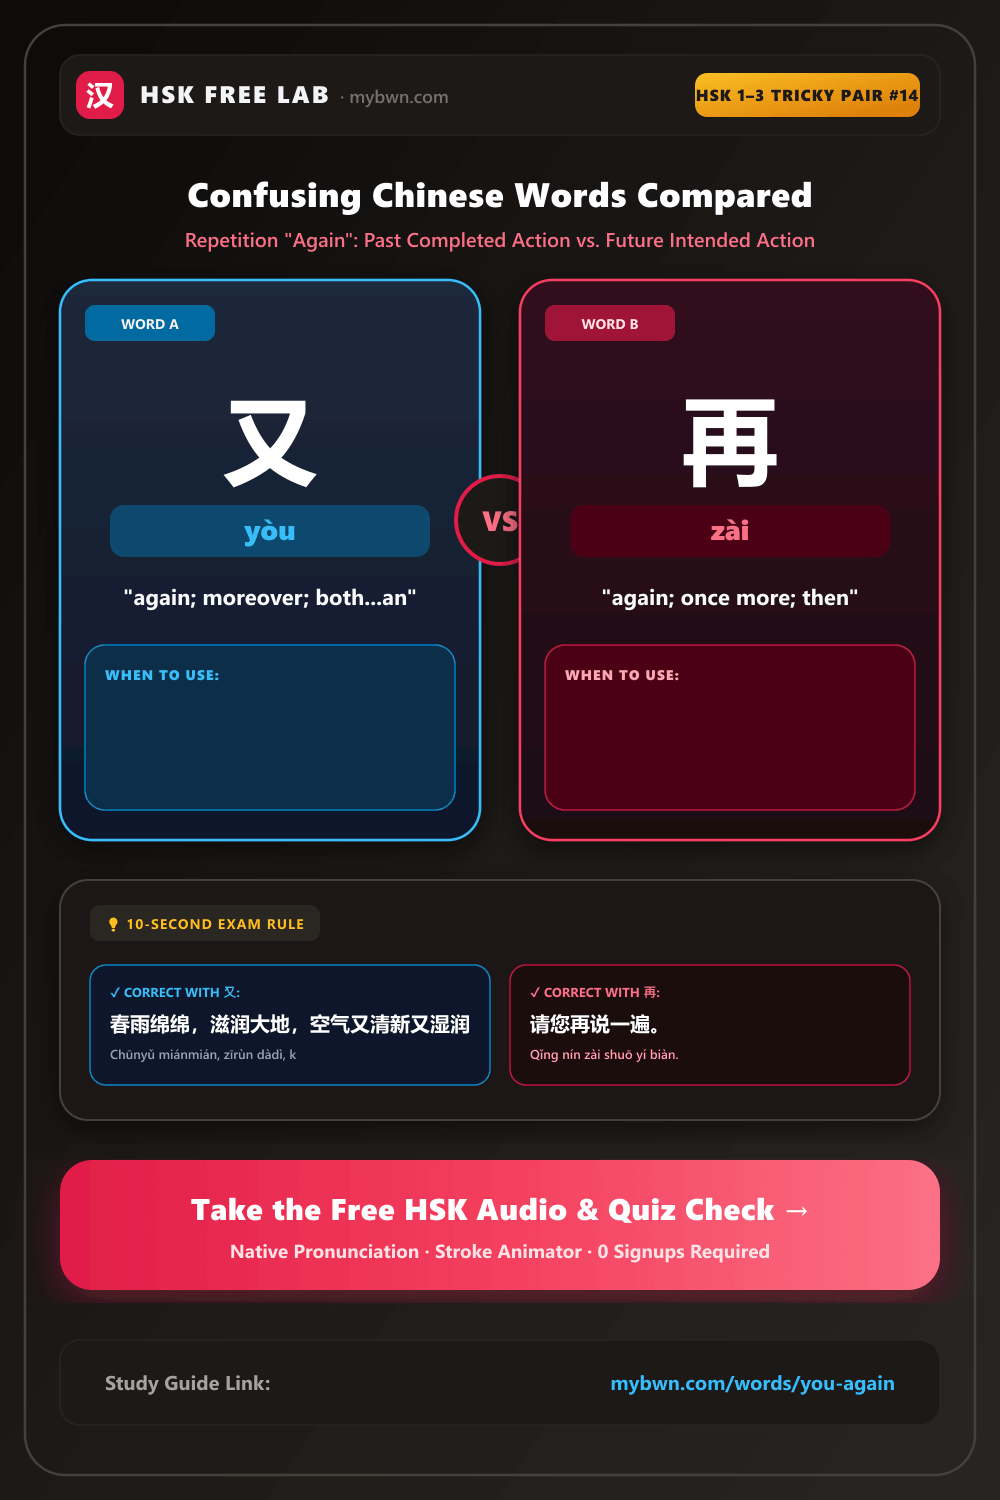 汉 HSK FREE LAB · mybwn.com
HSK 1–3 TRICKY PAIR #14
Confusing Chinese Words Compared
Repetition "Again": Past Completed Action vs. Future Intended Action
WORD A
又
yòu
"again; moreover; both...an"
WHEN TO USE:
VS
WORD B
再
zài
"again; once more; then"
WHEN TO USE:
10-SECOND EXAM RULE
✓ CORRECT WITH 又:
春雨绵绵，滋润大地，空气又清新又湿润
Chūnyǔ miánmián, zīrùn dàdì, k
✓ CORRECT WITH 再:
请您再说一遍。
Qǐng nín zài shuō yí biàn.
Take the Free HSK Audio & Quiz Check →
Native Pronunciation · Stroke Animator · 0 Signups Required
Study Guide Link:
mybwn.com/words/you-again